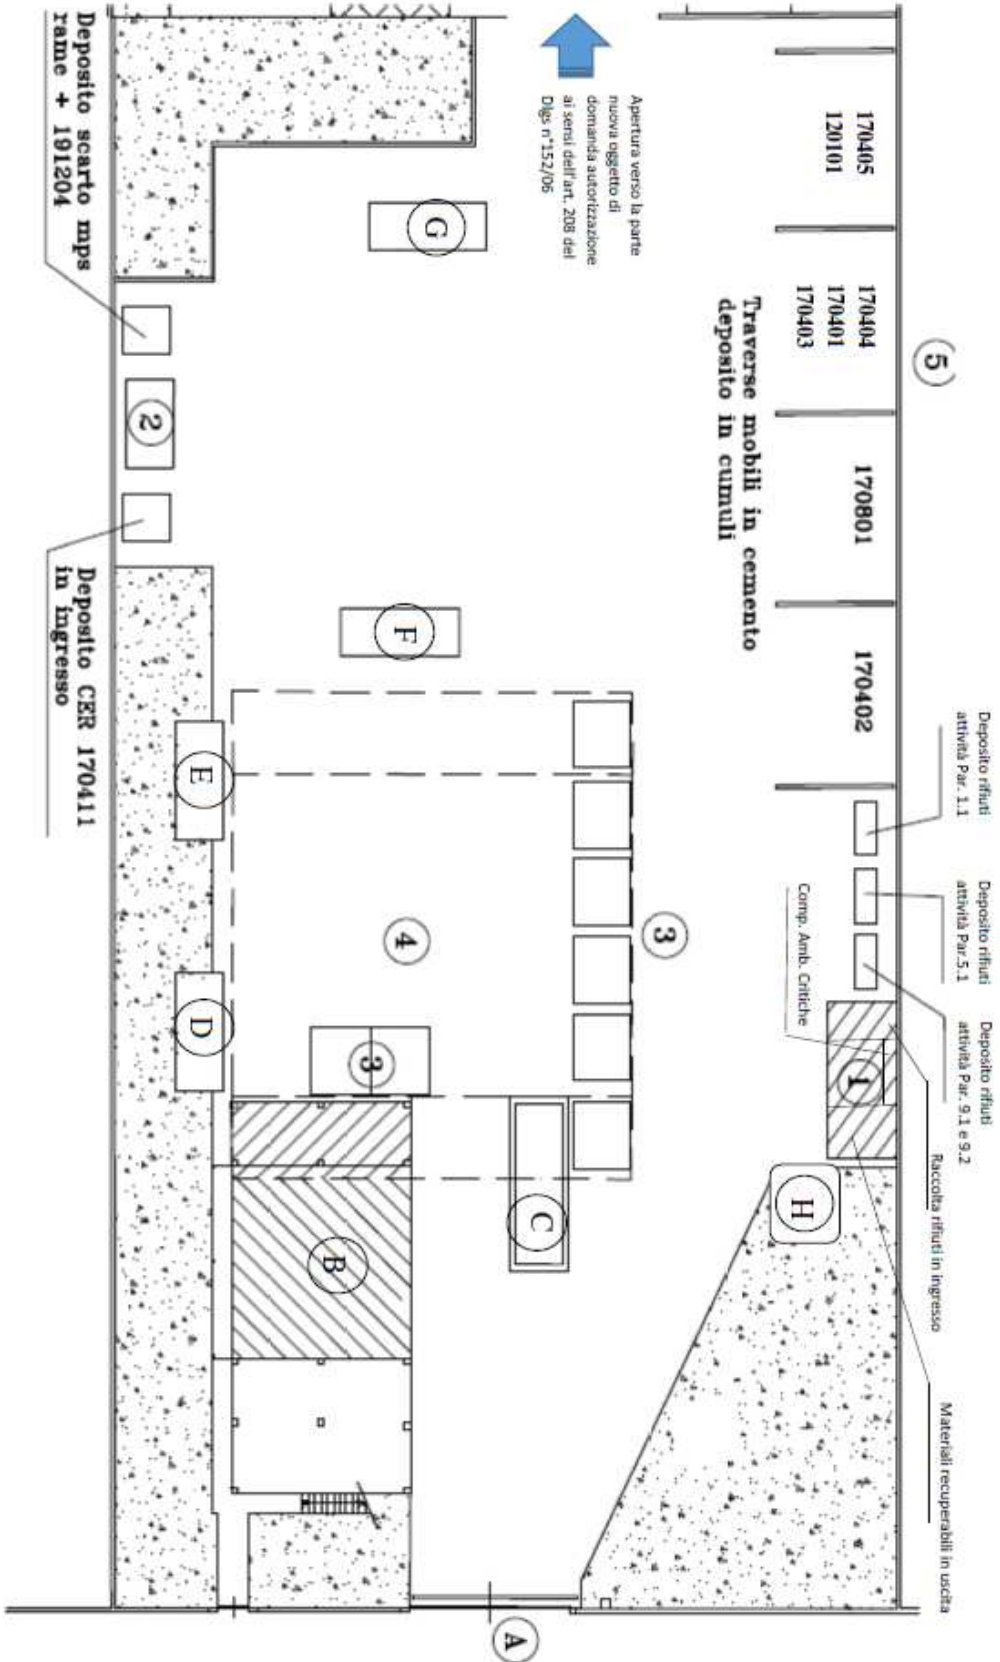 Deposito rifiuti
attività Par. 1.1
Deposito rifiuti
attività Par.5.1
Deposito rifiuti
attività Par. 9.1 e 9.2
Raccolta rifiuti in ingresso
Materiali recuperabili in uscita
5
170405
120101
170404
170401
170403
170801
170402
Comp. Amb. Critiche
1
H
Traverse mobili in cemento
deposito in cumuli
3
Apertura verso la parte
nuova oggetto di
domanda autorizzazione
ai sensi dell'art. 208 del
Dlgs n°152/06
G
F
4
3
C
B
A
E
D
2
Deposito scarto mps
rame + 191204
Deposito CER 170411
in ingresso